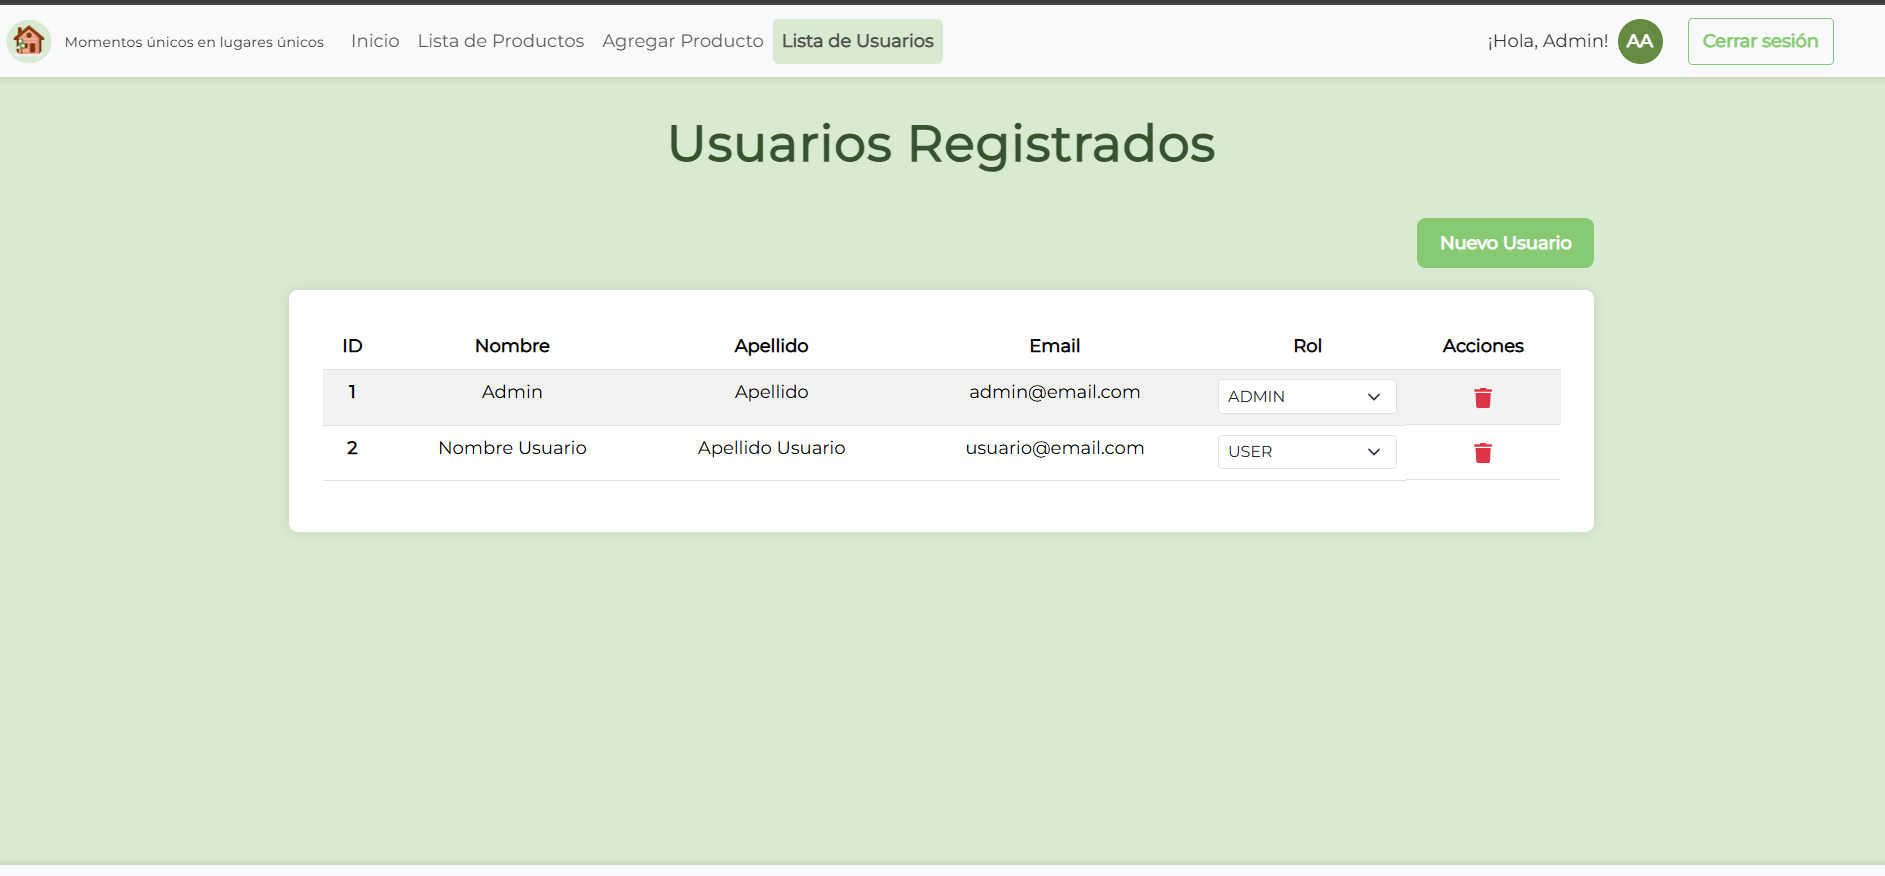 Momentos únicos en lugares únicos Inicio Lista de Productos Agregar Producto Lista de Usuarios ¡Hola, Admin! AA Cerrar sesión
Usuarios Registrados
Nuevo Usuario
ID Nombre Apellido Email Rol Acciones
1 Admin Apellido admin@email.com ADMIN
2 Nombre Usuario Apellido Usuario usuario@email.com USER